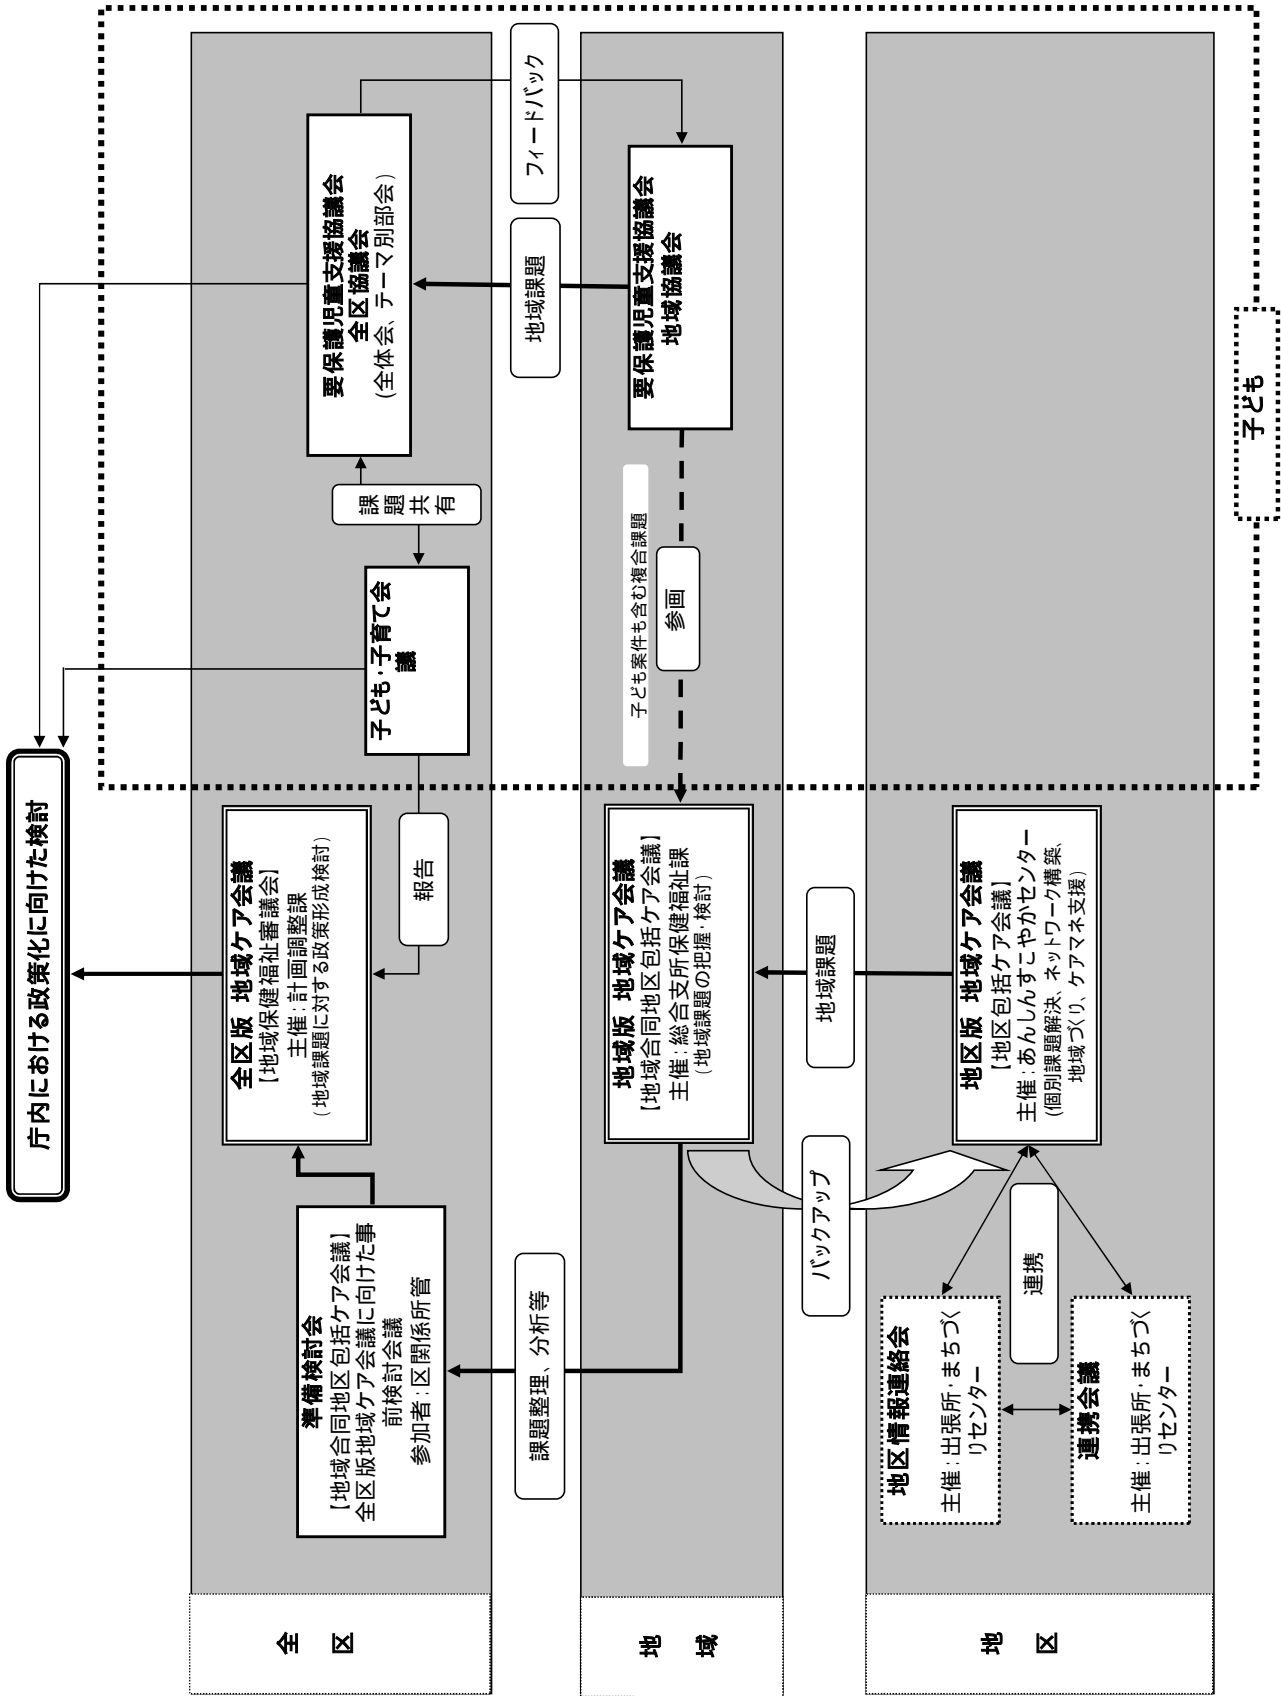 庁内における政策化に向けた検討
全　区
準備検討会
【地域合同地区包括ケア会議】
全区版地域ケア会議に向けた事
前検討会議
参加者：区関係所管
全区版 地域ケア会議
【地域保健福祉審議会】
主催：計画調整課
（地域課題に対する政策形成検討）
報告
子ども・子育て会
議
課
題
共
有
要保護児童支援協議会
全区協議会
(全体会、テーマ別部会）
課題整理、分析等
地域課題
フィードバック
地　域
地域版 地域ケア会議
【地域合同地区包括ケア会議】
主催：総合支所保健福祉課
（地域課題の把握・検討）
子ども案件も含む複合課題
参画
要保護児童支援協議会
地域協議会
バックアップ
地域課題
地　区
地区情報連絡会
主催：出張所・まちづく
りセンター
連携会議
主催：出張所・まちづく
りセンター
連携
地区版 地域ケア会議
【地区包括ケア会議】
主催：あんしんすこやかセンター
(個別課題解決、ネットワーク構築、
地域づくり、ケアマネ支援）
子ども